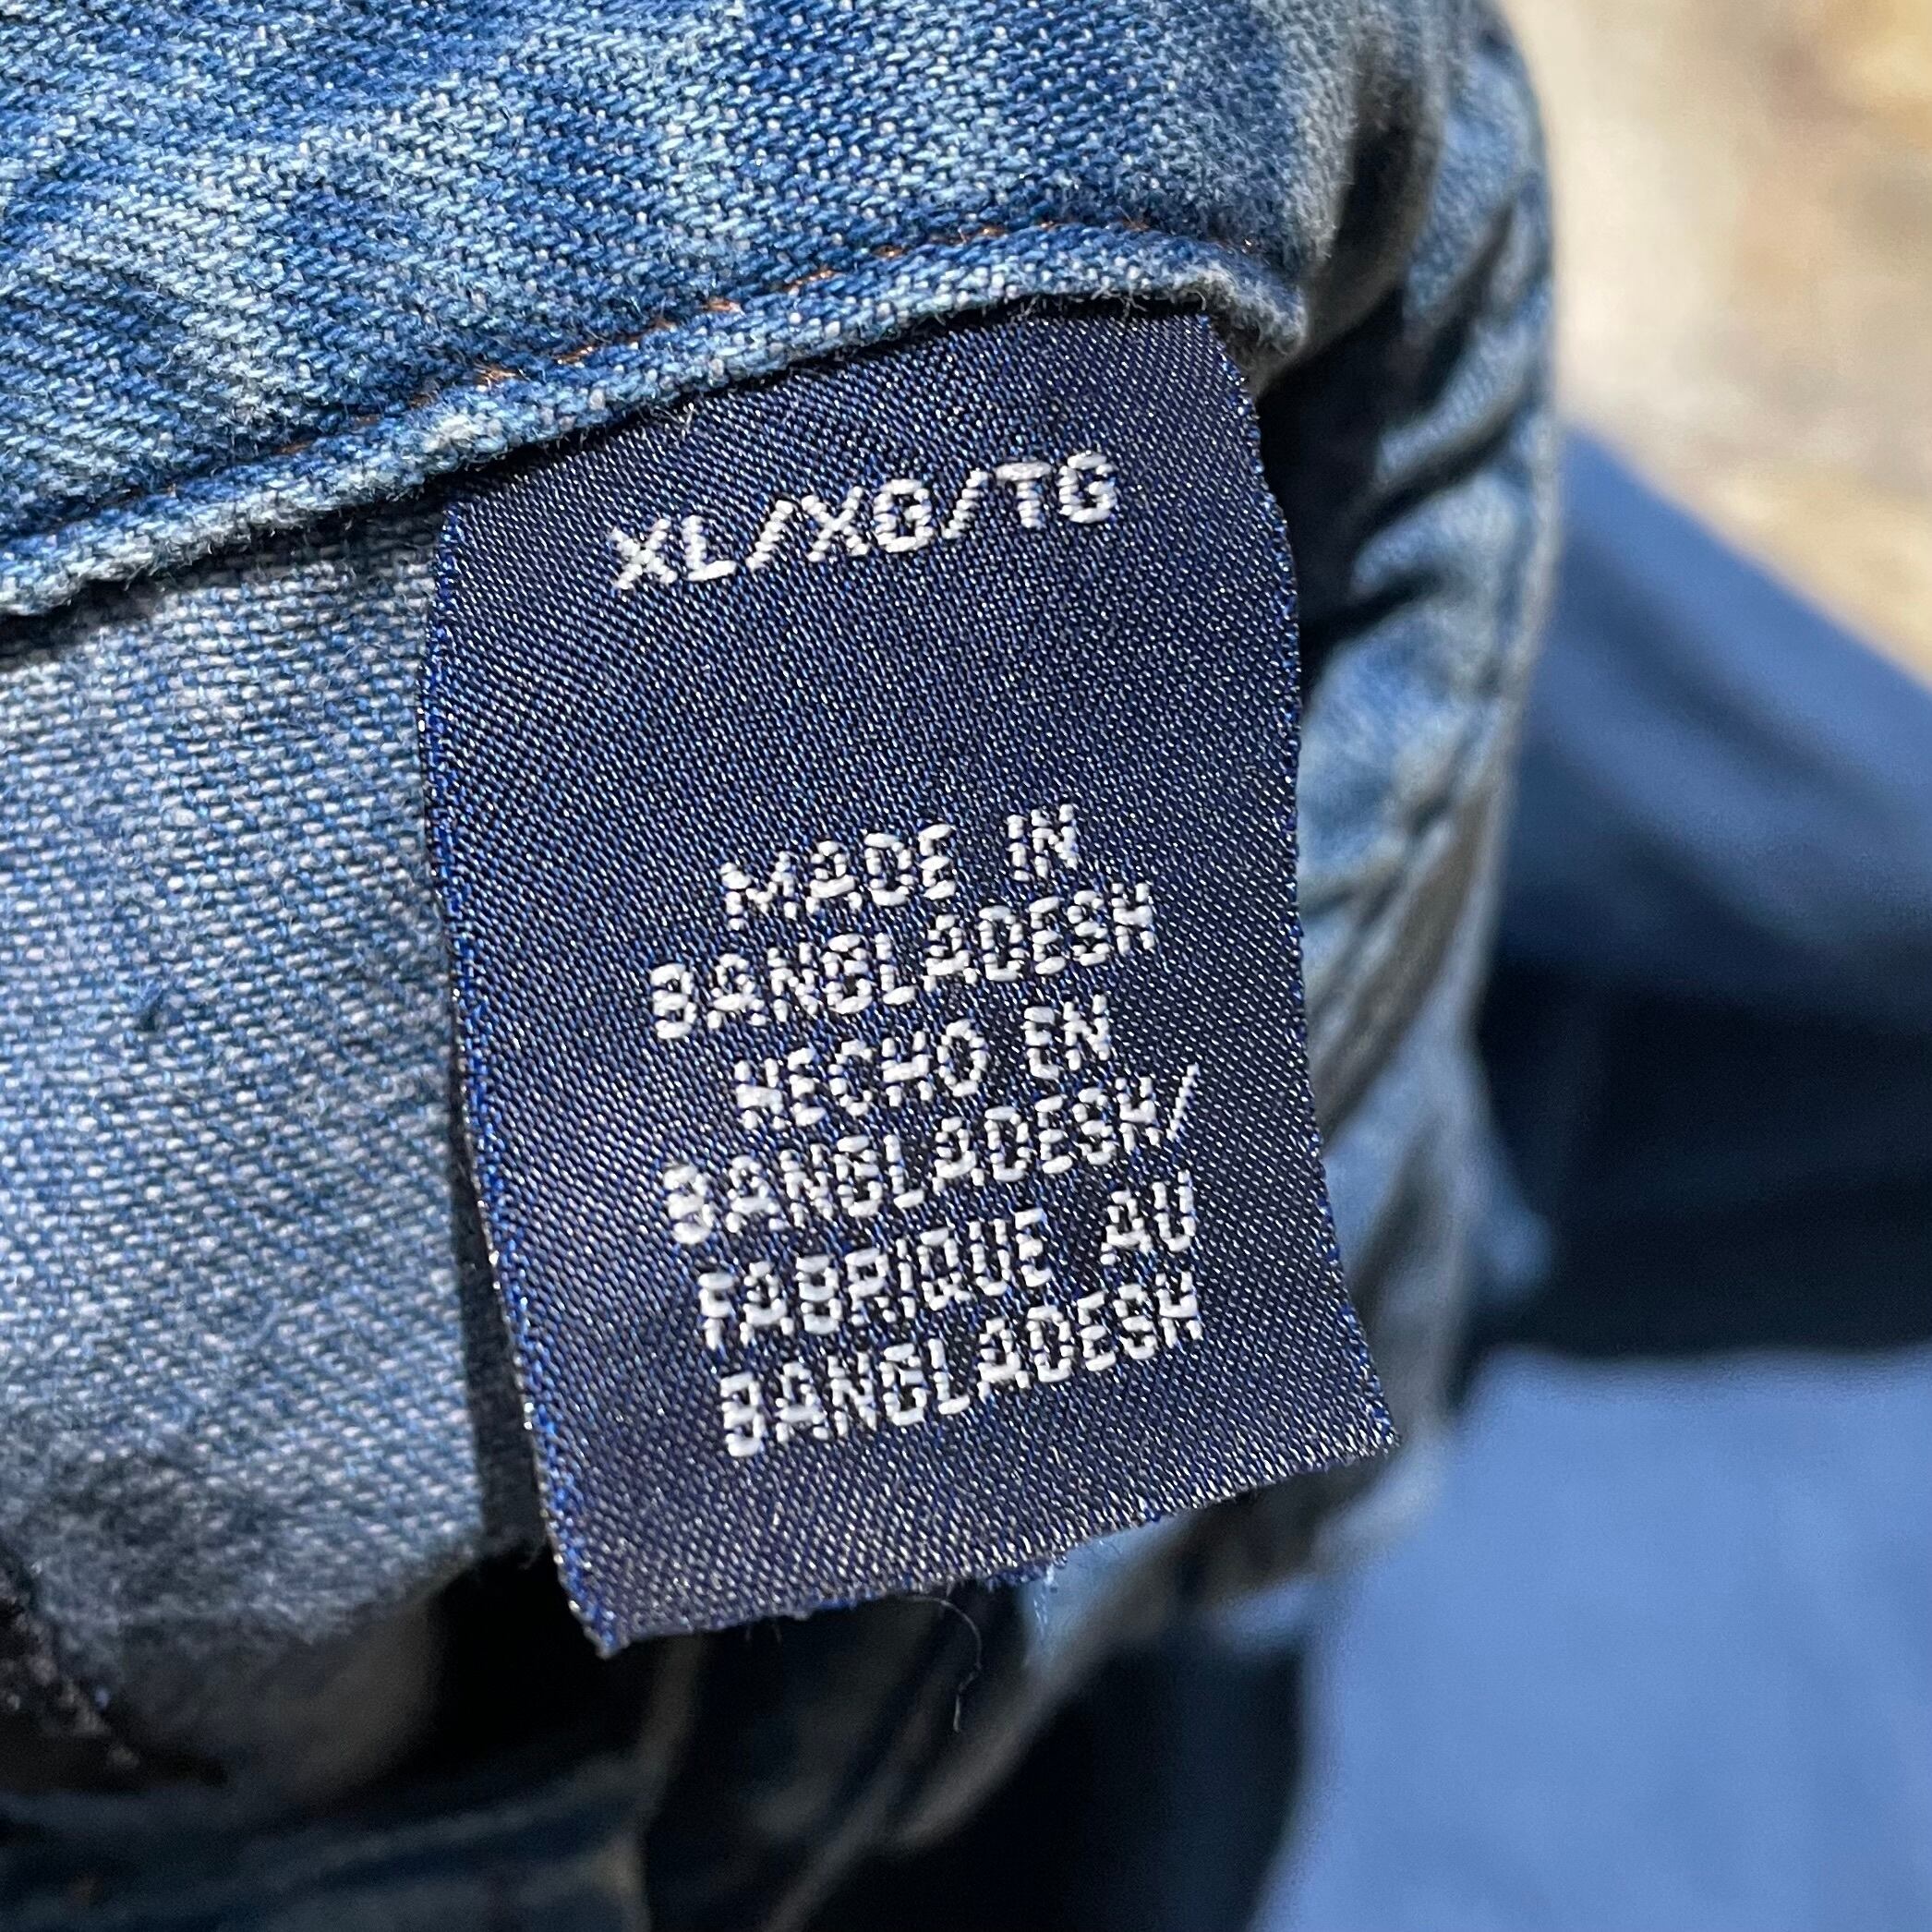 XL/XG/TG
MADE IN
BANGLADESH
HECHO EN
BANGLADESH/
FABRIQUE AU
BANGLADESH